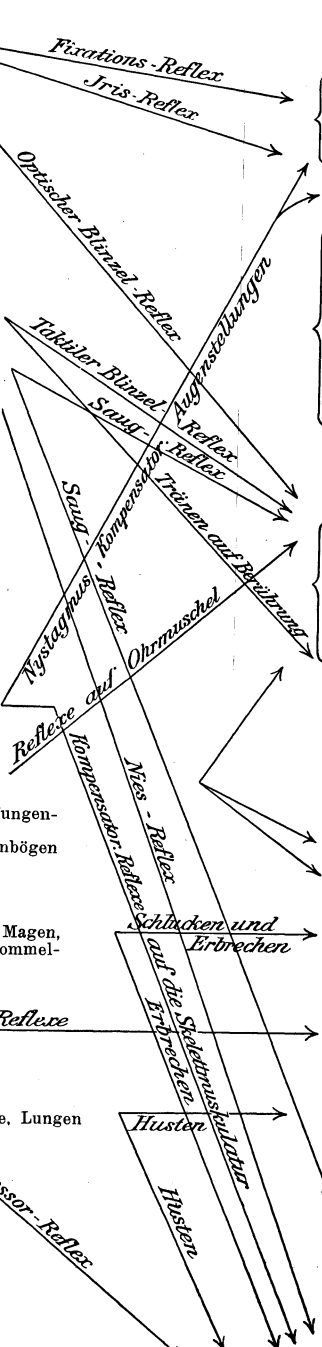 Fixations-Reflex
Jris-Reflex
Optischer Blinzel-Reflex
Taktiler Blinzel-Reflex
Saug-Reflex
Nystagmus, Kompensator. Augenstellungen
Tränen auf Berührung
Saug-Reflex
Reflexe auf Ohrmuschel
Nies-Reflex
Kompensator. Reflexe auf die Skelettmuskulatur
ungen-
nbögen
Magen,
ommel-
Schlucken und
Erbrechen
Erbrechen
Reflexe
e, Lungen
Husten
Husten
ssor-Reflex